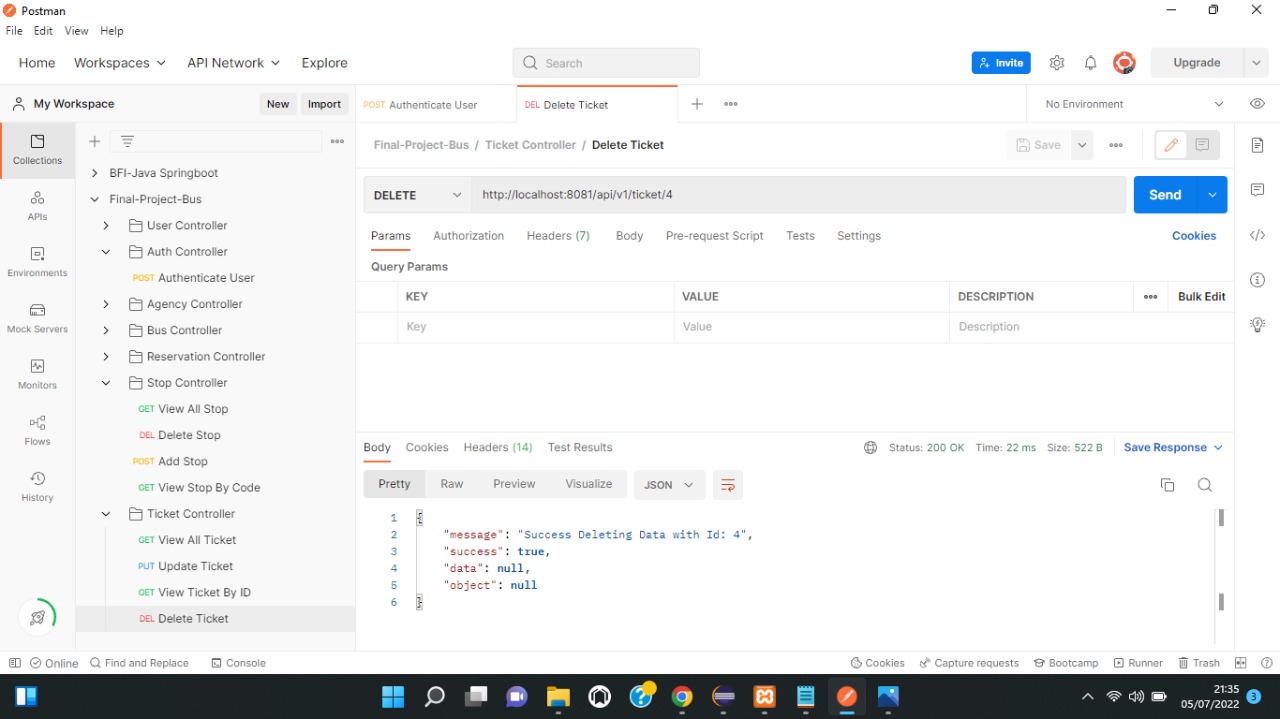 Postman
File Edit View Help
Home Workspaces API Network Explore Search Invite Upgrade
My Workspace New Import POST Authenticate User DEL Delete Ticket No Environment
Collections
APIs
Environments
Mock Servers
Monitors
Flows
History
BFI-Java Springboot
Final-Project-Bus
User Controller
Auth Controller
POST Authenticate User
Agency Controller
Bus Controller
Reservation Controller
Stop Controller
GET View All Stop
DEL Delete Stop
POST Add Stop
GET View Stop By Code
Ticket Controller
GET View All Ticket
PUT Update Ticket
GET View Ticket By ID
DEL Delete Ticket
Final-Project-Bus / Ticket Controller / Delete Ticket Save
DELETE http://localhost:8081/api/v1/ticket/4 Send
Params Authorization Headers (7) Body Pre-request Script Tests Settings Cookies
Query Params
KEY VALUE DESCRIPTION Bulk Edit
Key Value Description
Body Cookies Headers (14) Test Results Status: 200 OK Time: 22 ms Size: 522 B Save Response
Pretty Raw Preview Visualize JSON
1 {
2 "message": "Success Deleting Data with Id: 4",
3 "success": true,
4 "data": null,
5 "object": null
6 }
Online Find and Replace Console Cookies Capture requests Bootcamp Runner Trash
21:35
05/07/2022 3